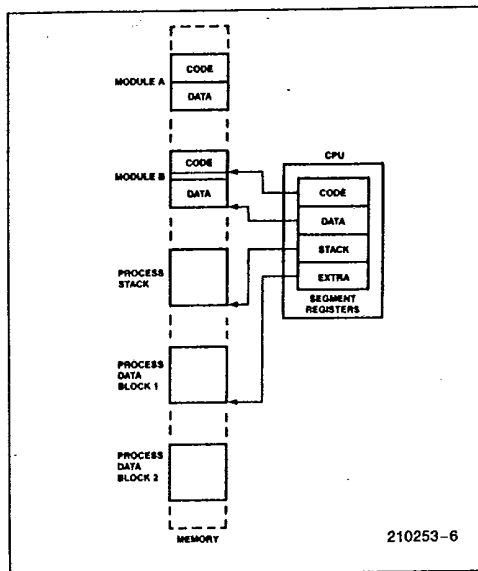 MODULE A
CODE
DATA
MODULE B
CODE
DATA
CPU
CODE
DATA
STACK
EXTRA
SEGMENT
REGISTERS
PROCESS
STACK
PROCESS
DATA
BLOCK 1
PROCESS
DATA
BLOCK 2
MEMORY
210253-6